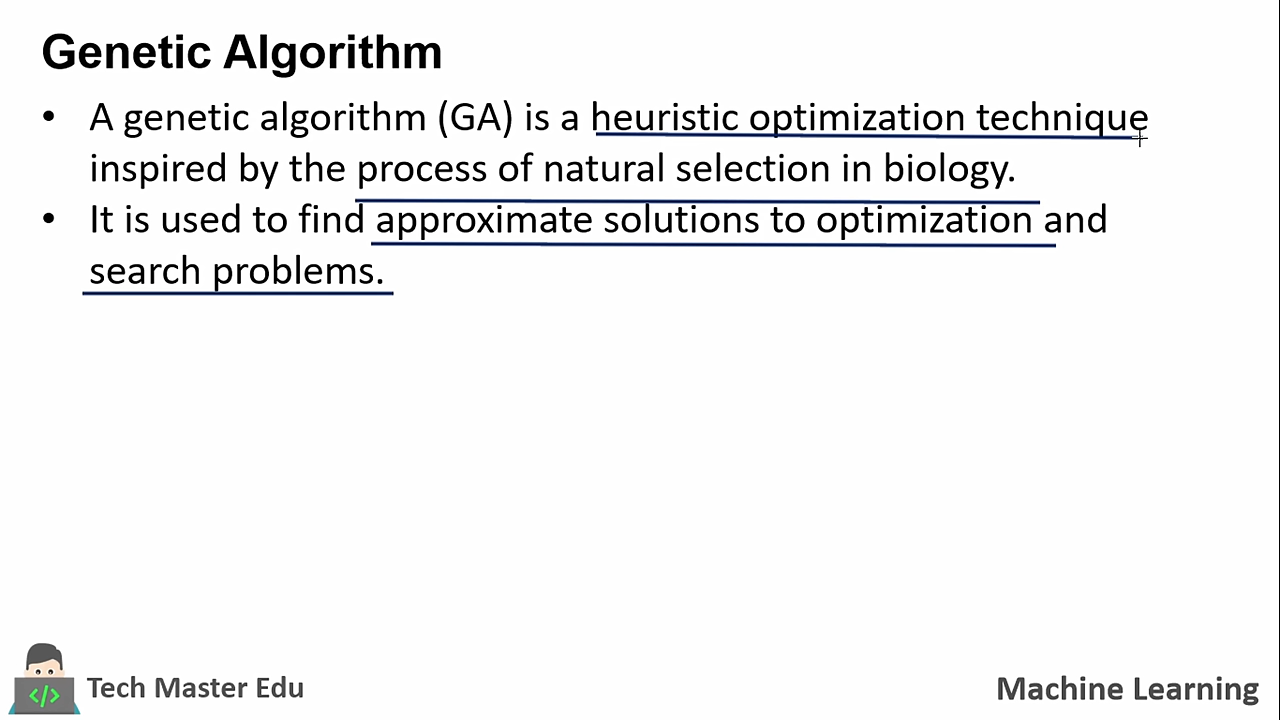 Genetic Algorithm
• A genetic algorithm (GA) is a heuristic optimization technique
inspired by the process of natural selection in biology.
• It is used to find approximate solutions to optimization and
search problems.
</>
Tech Master Edu
Machine Learning